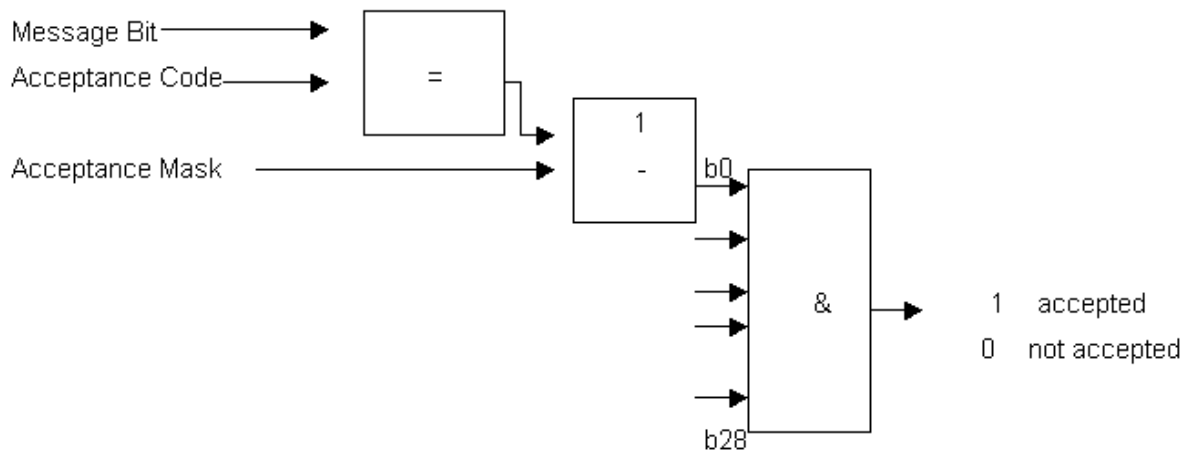 Message Bit
Acceptance Code
=
1
-
Acceptance Mask
b0
&
1 accepted
0 not accepted
b28